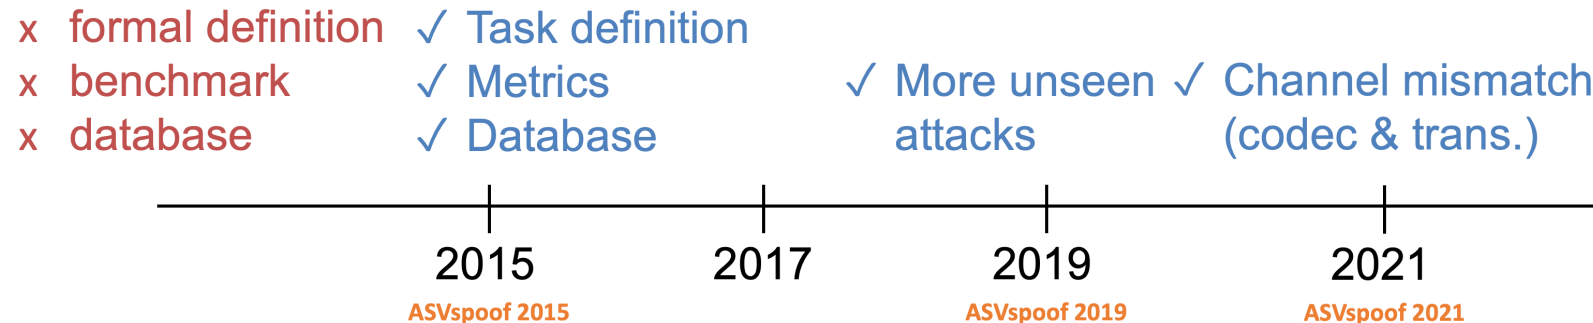 x formal definition
x benchmark
x database
✓ Task definition
✓ Metrics
✓ Database
✓ More unseen
attacks
✓ Channel mismatch
(codec & trans.)
2015
2017
2019
2021
ASVspoof 2015
ASVspoof 2019
ASVspoof 2021